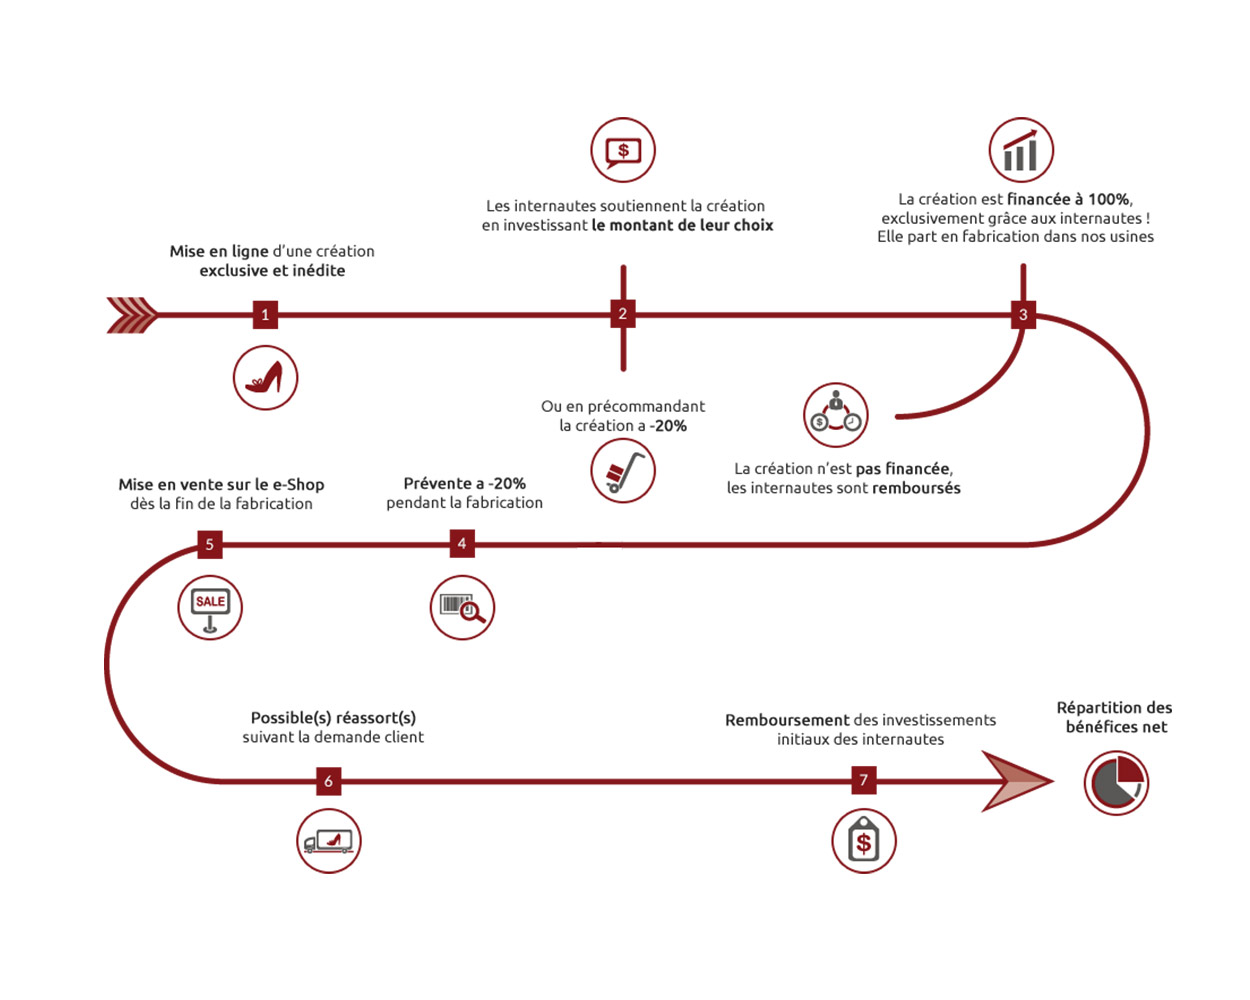 Mise en ligne d'une création
exclusive et inédite
1
$
Les internautes soutiennent la création
en investissant le montant de leur choix
2
Ou en précommandant
la création a -20%
La création est financée à 100%,
exclusivement grâce aux internautes !
Elle part en fabrication dans nos usines
3
$
La création n'est pas financée,
les internautes sont remboursés
Prévente a -20%
pendant la fabrication
4
Mise en vente sur le e-Shop
dès la fin de la fabrication
5
SALE
Possible(s) réassort(s)
suivant la demande client
6
Remboursement des investissements
initiaux des internautes
7
$
Répartition des
bénéfices net